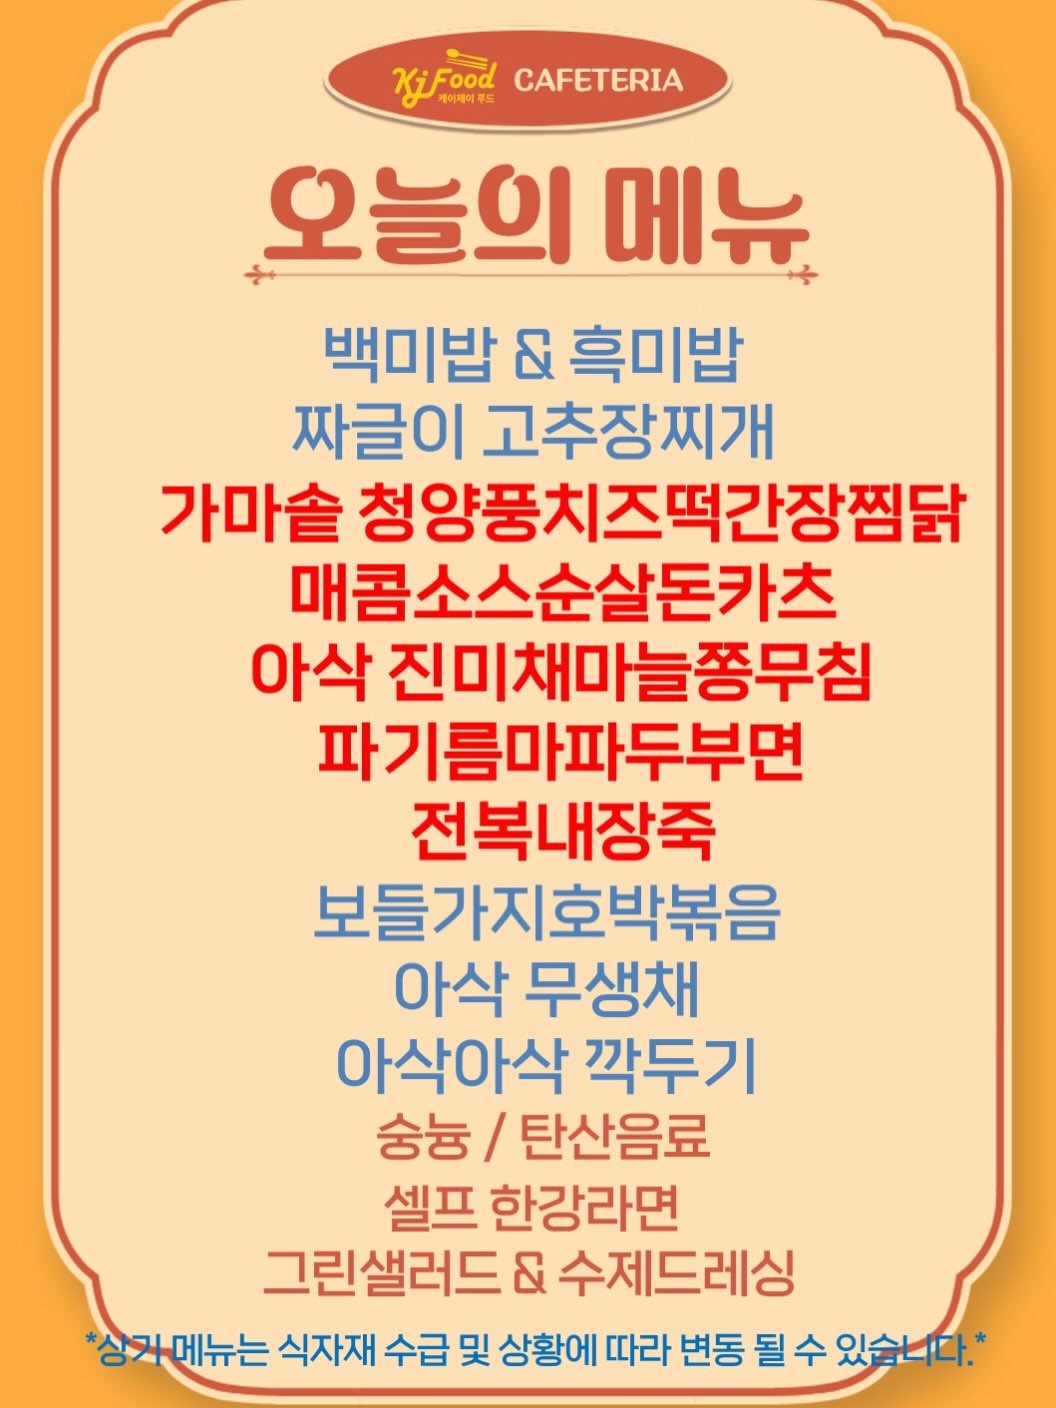 KjFood CAFETERIA
케이제이 푸드
오늘의 메뉴
백미밥 & 흑미밥
짜글이 고추장찌개
가마솥 청양풍치즈떡간장찜닭
매콤소스순살돈카츠
아삭 진미채마늘쫑무침
파기름마파두부면
전복내장죽
보들가지호박볶음
아삭 무생채
아삭아삭 깍두기
숭늉 / 탄산음료
셀프 한강라면
그린샐러드 & 수제드레싱
*상기 메뉴는 식자재 수급 및 상황에 따라 변동 될 수 있습니다.*